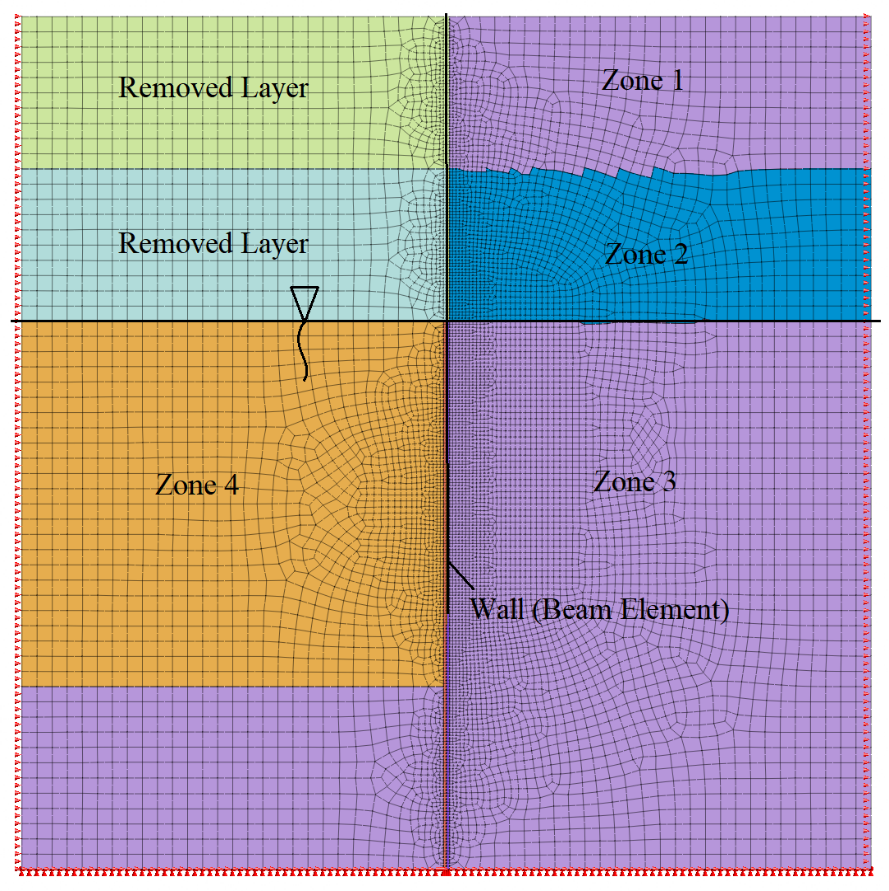 Removed Layer
Zone 1
Removed Layer
Zone 2
Zone 4
Zone 3
Wall (Beam Element)